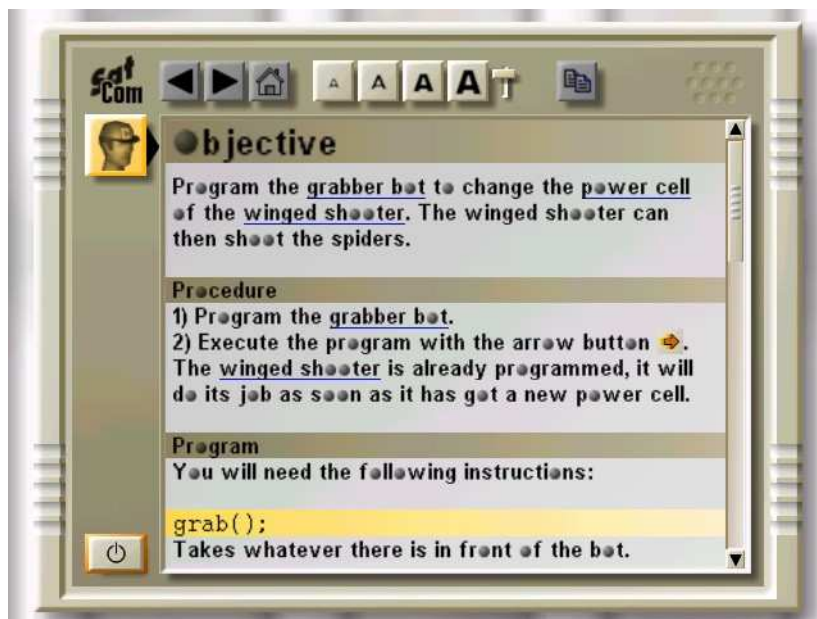 satCom
A A A A
Objective
Program the grabber bot to change the power cell
of the winged shooter. The winged shooter can
then shoot the spiders.
Procedure
1) Program the grabber bot.
2) Execute the program with the arrow button ➩.
The winged shooter is already programmed, it will
do its job as soon as it has got a new power cell.
Program
You will need the following instructions:
grab();
Takes whatever there is in front of the bot.